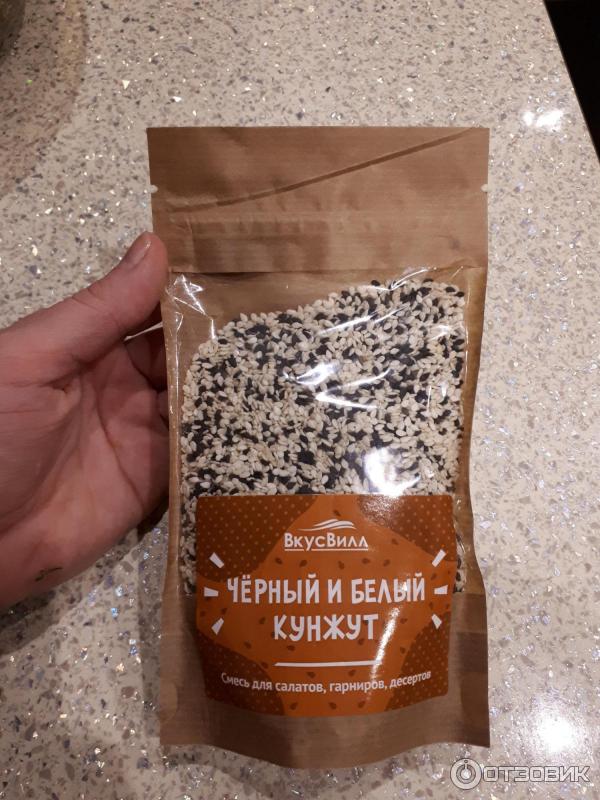 ВкусВилл
ЧЁРНЫЙ И БЕЛЫЙ
КУНЖУТ
Смесь для салатов, гарниров, десертов
ОТЗОВИК